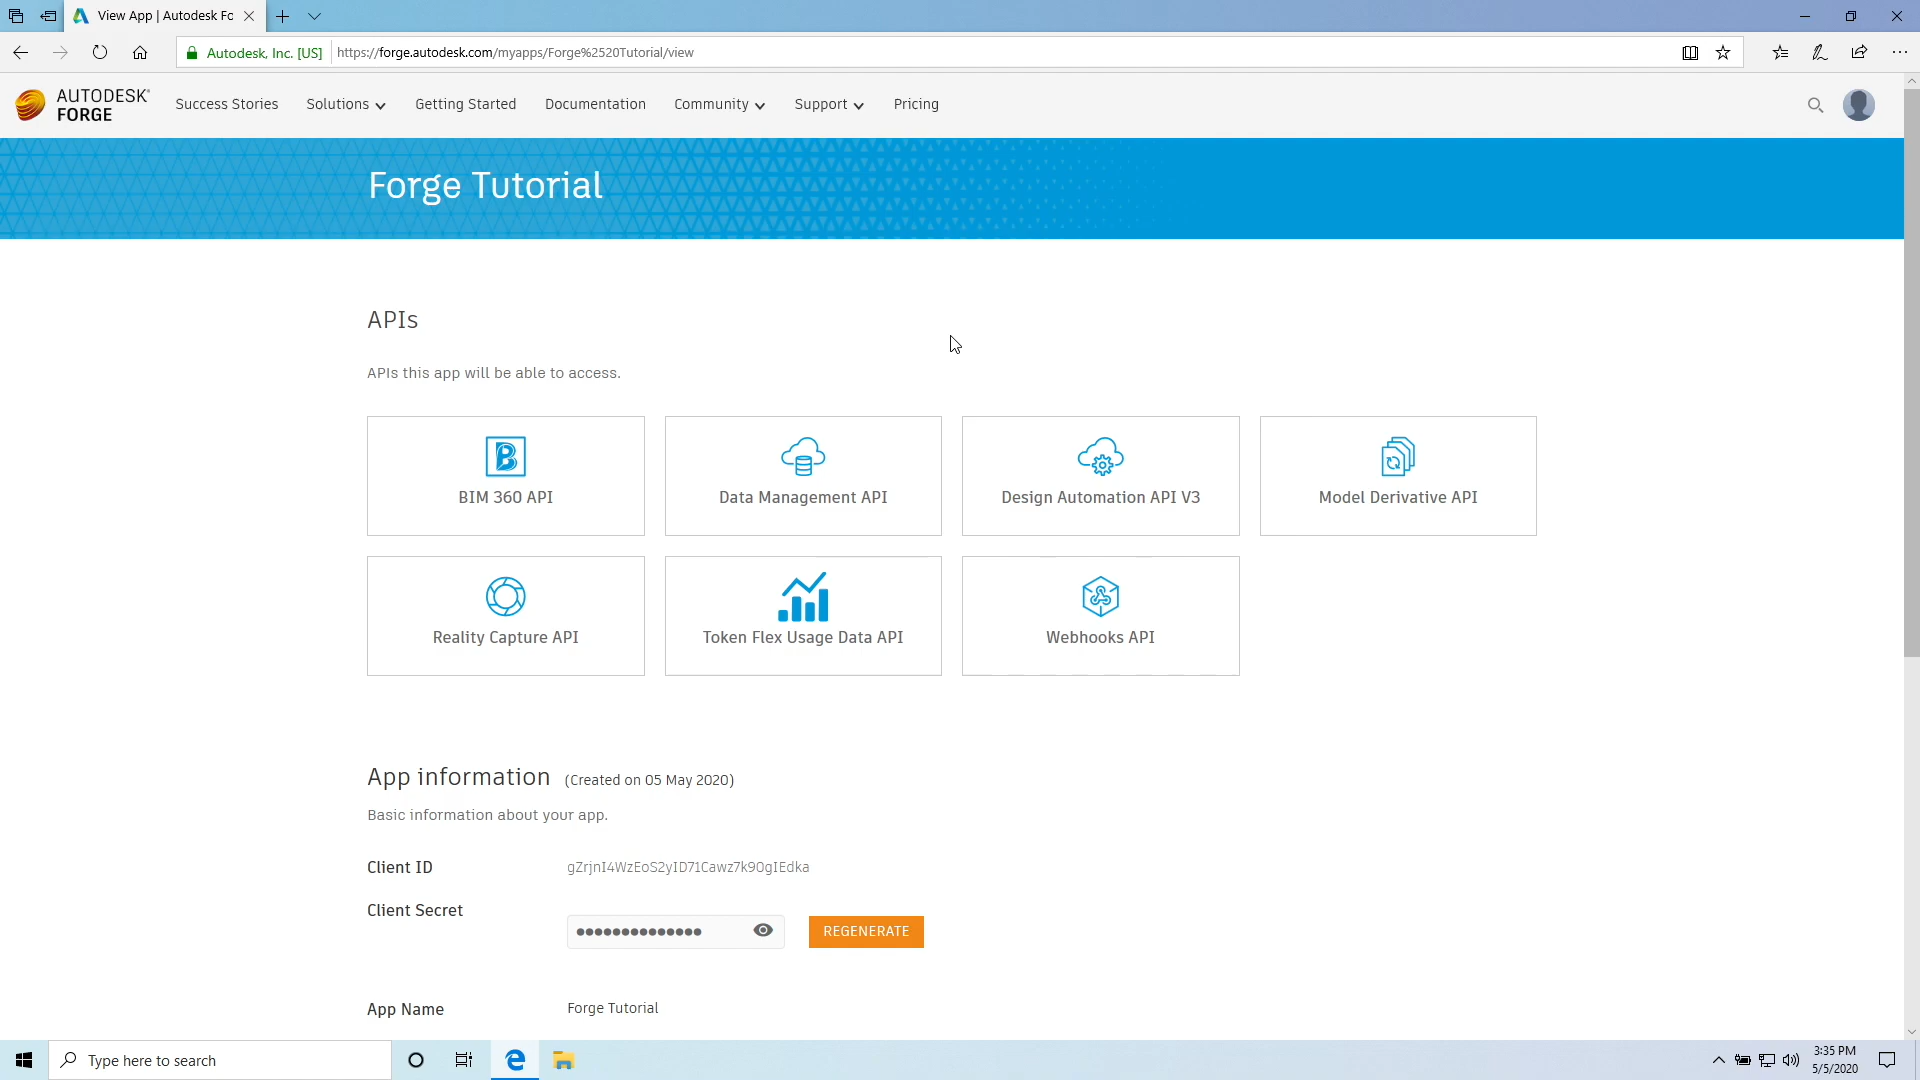 View App | Autodesk Fo
Autodesk, Inc. [US]
https://forge.autodesk.com/myapps/Forge%2520Tutorial/view
AUTODESK
FORGE
Success Stories
Solutions
Getting Started
Documentation
Community
Support
Pricing
Forge Tutorial
APIs
APIs this app will be able to access.
BIM 360 API
Data Management API
Design Automation API V3
Model Derivative API
Reality Capture API
Token Flex Usage Data API
Webhooks API
App information (Created on 05 May 2020)
Basic information about your app.
Client ID
gZrjnI4WzEoS2yID71Cawz7k9OgIEdka
Client Secret
REGENERATE
App Name
Forge Tutorial
Type here to search
3:35 PM
5/5/2020